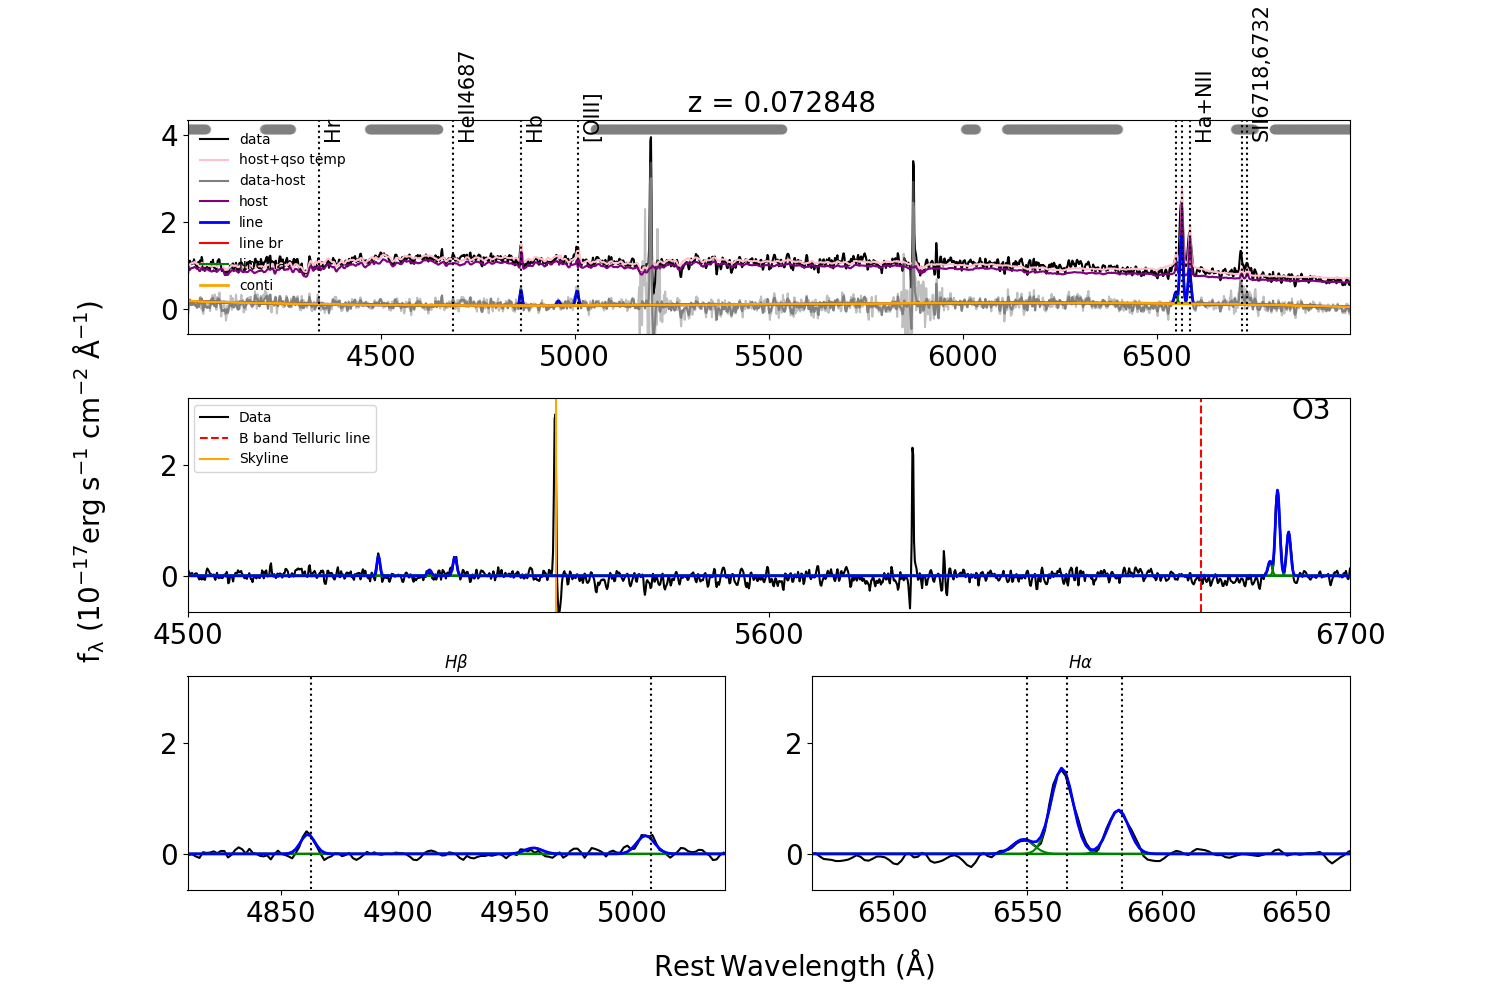 z = 0.072848
Hr
HeII4687
Hb
[OIII]
Ha+NII
SII6718,6732
data
host+qso temp
data-host
host
line
line br
conti
4
2
0
4500
5000
5500
6000
6500
Data
B band Telluric line
Skyline
O3
2
0
4500
5600
6700
fλ (10⁻¹⁷erg s⁻¹ cm⁻² Å⁻¹)
Hβ
2
0
4850
4900
4950
5000
Hα
2
0
6500
6550
6600
6650
Rest Wavelength (Å)